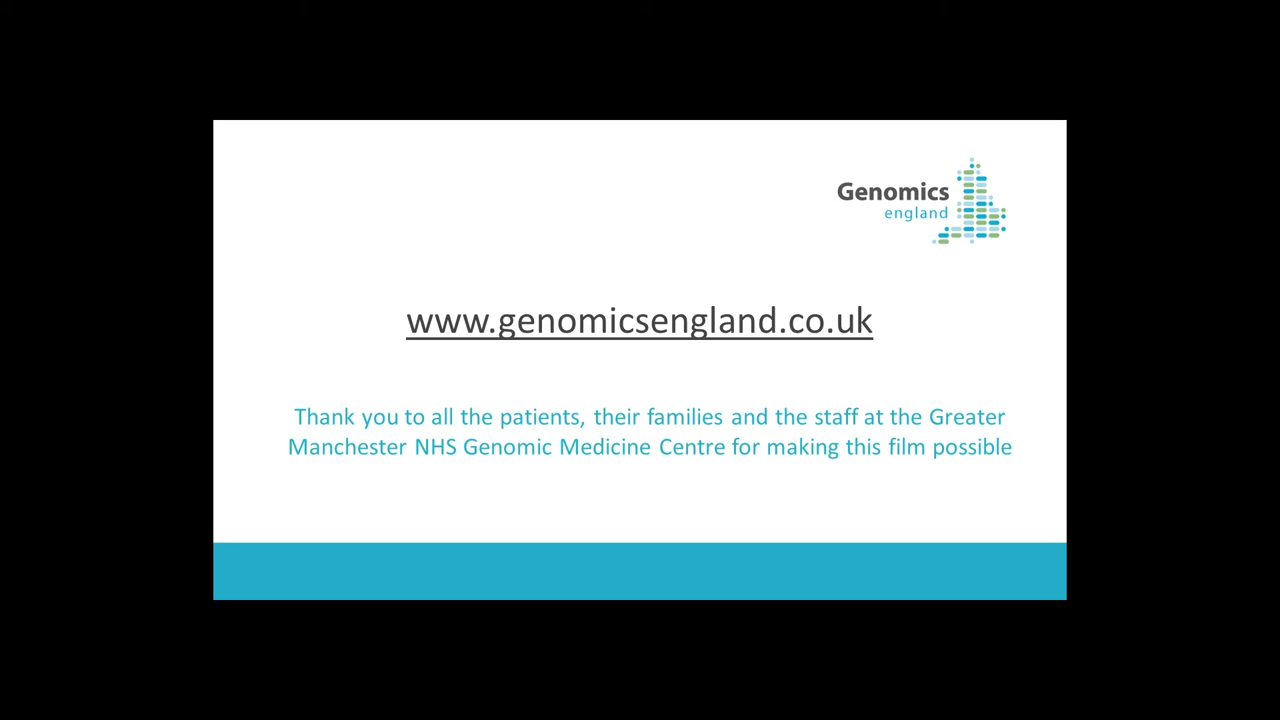 Genomics
england
www.genomicsengland.co.uk
Thank you to all the patients, their families and the staff at the Greater
Manchester NHS Genomic Medicine Centre for making this film possible